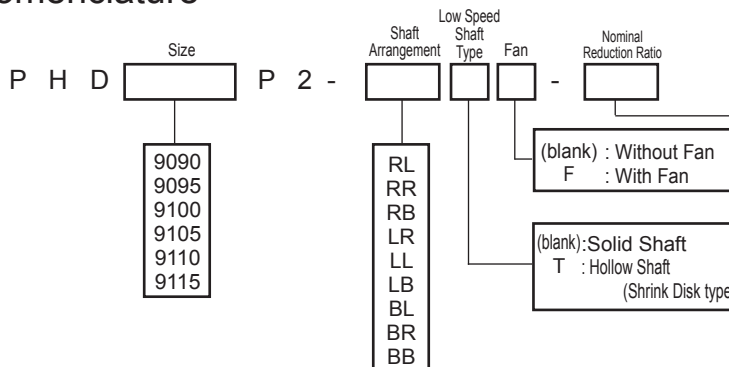 omenclature
Size
Shaft
Arrangement
Low Speed
Shaft
Type
Fan
Nominal
Reduction Ratio
P H D P 2 - -
9090
9095
9100
9105
9110
9115
RL
RR
RB
LR
LL
LB
BL
BR
BB
(blank) : Without Fan
F : With Fan
(blank):Solid Shaft
T : Hollow Shaft
(Shrink Disk type